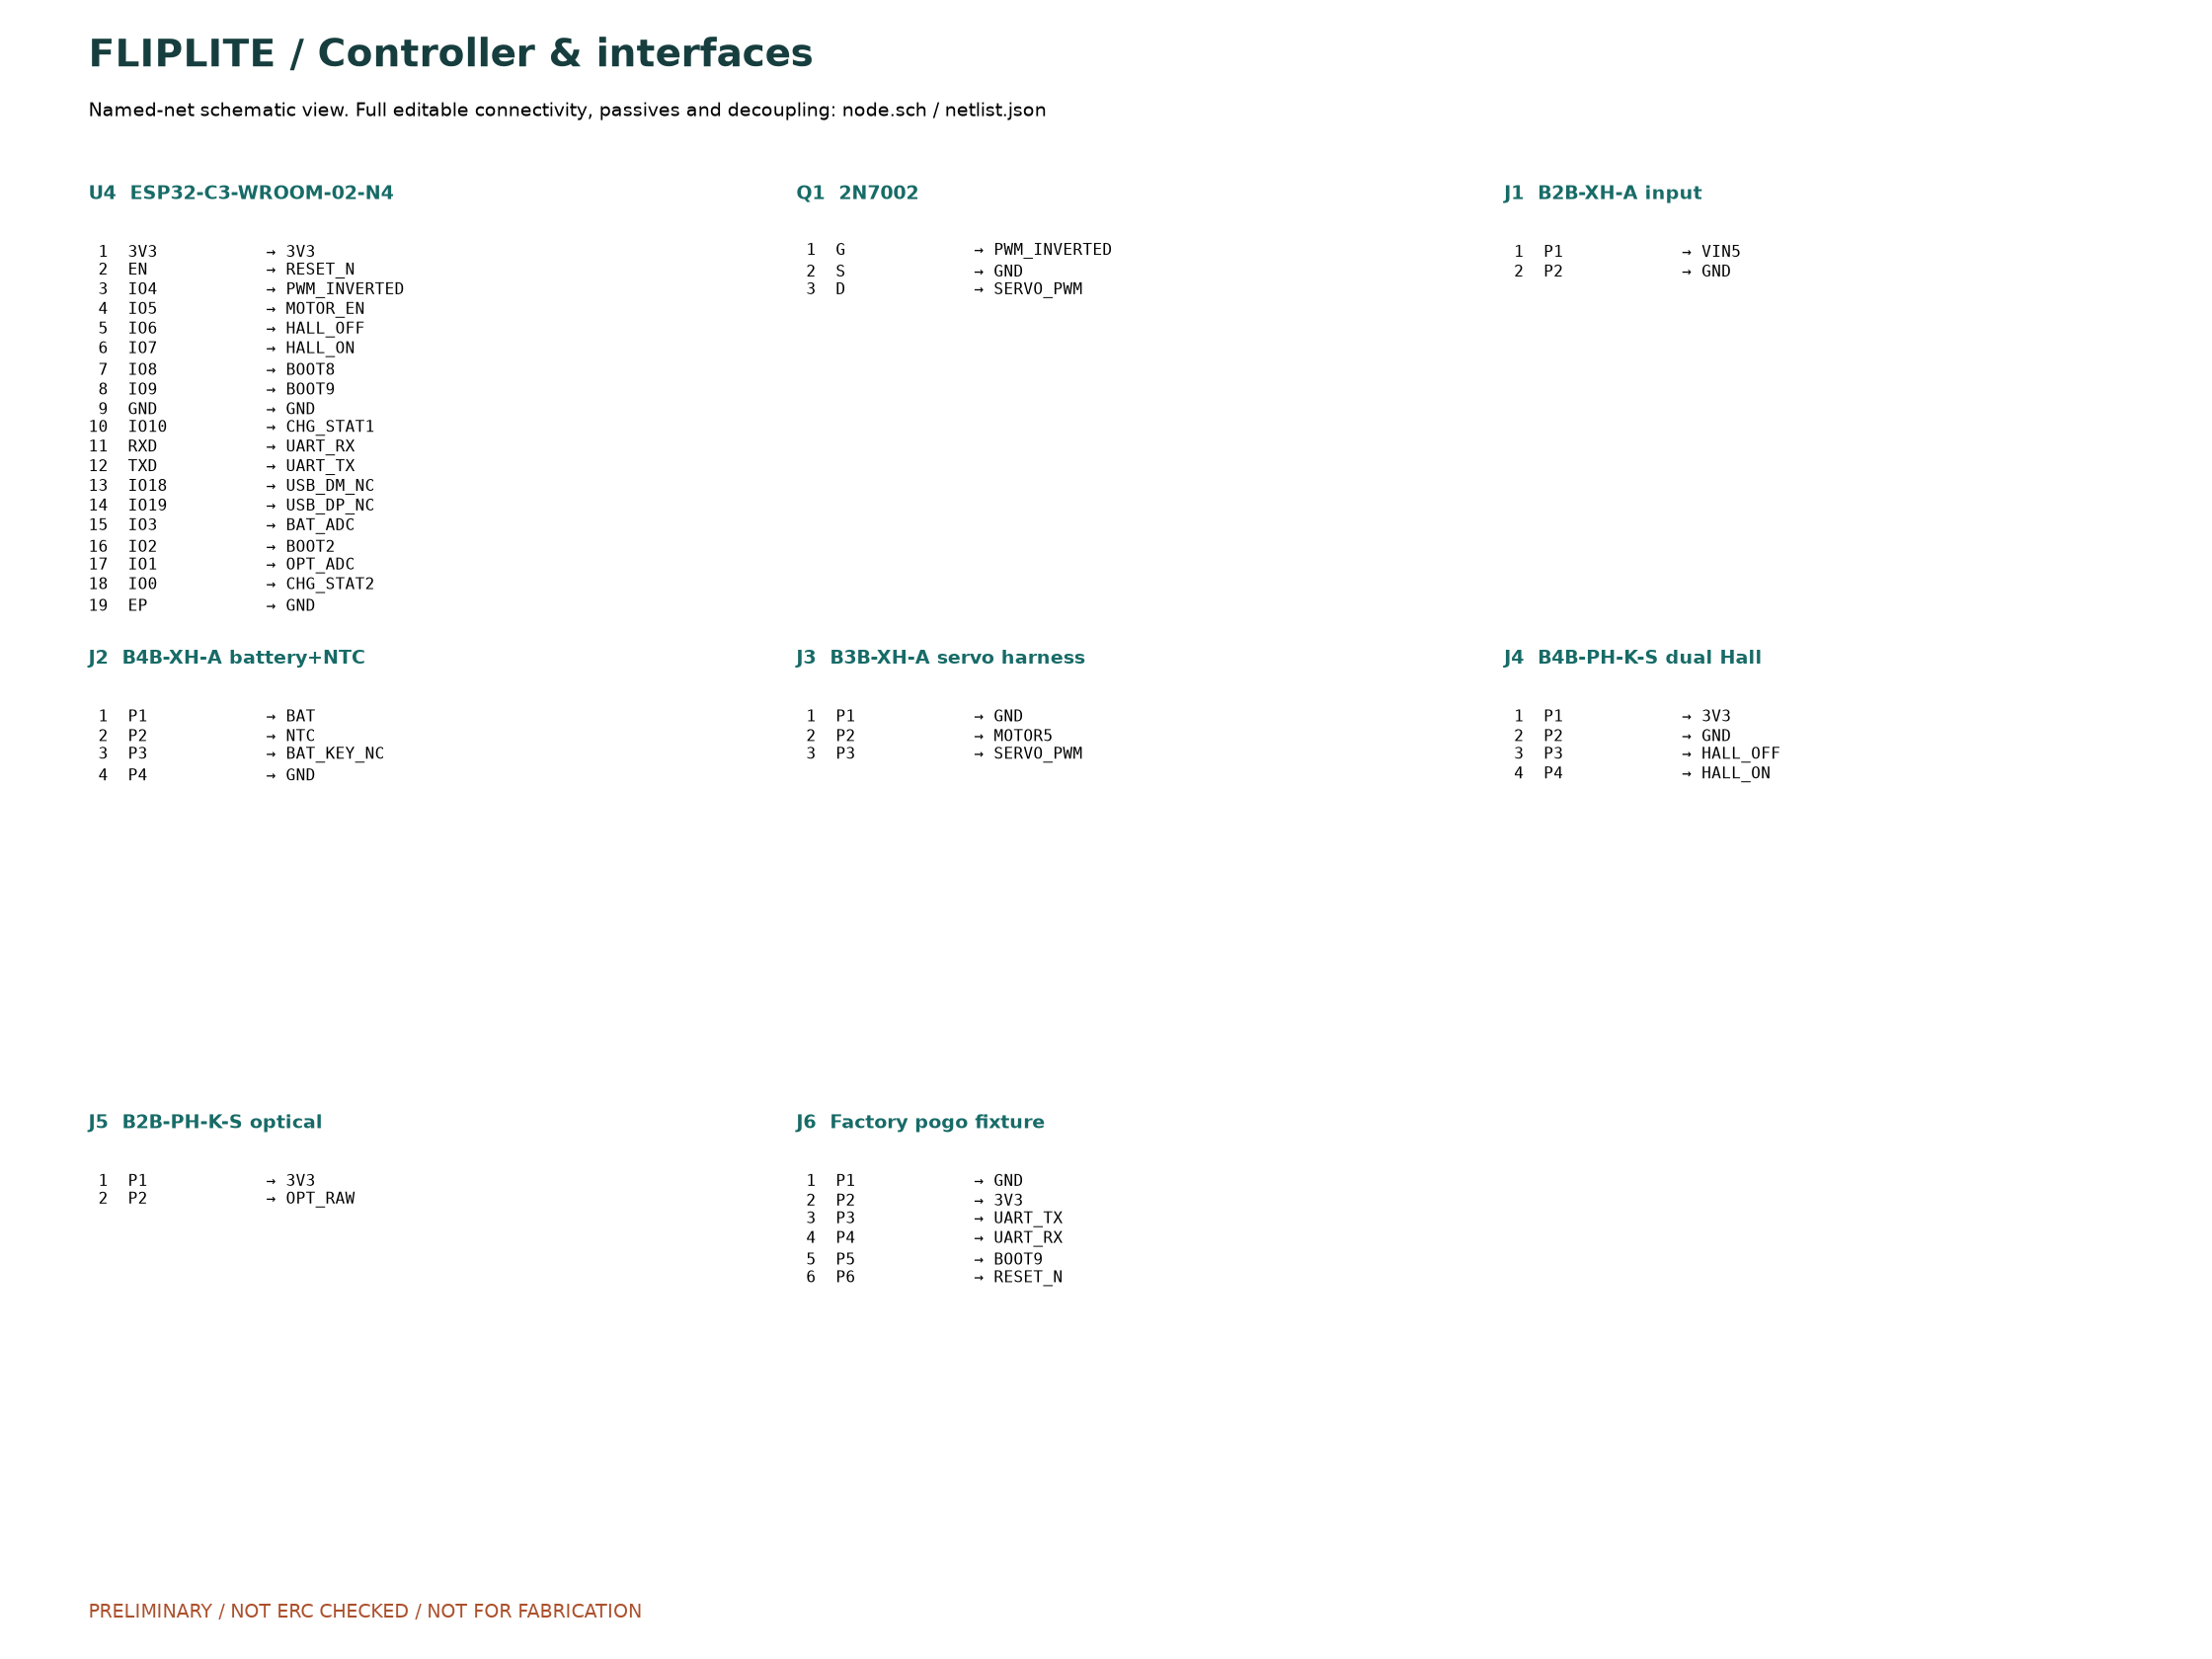 FLIPLITE / Controller & interfaces
Named-net schematic view. Full editable connectivity, passives and decoupling: node.sch / netlist.json
U4 ESP32-C3-WROOM-02-N4
1 3V3 → 3V3
2 EN → RESET_N
3 IO4 → PWM_INVERTED
4 IO5 → MOTOR_EN
5 IO6 → HALL_OFF
6 IO7 → HALL_ON
7 IO8 → BOOT8
8 IO9 → BOOT9
9 GND → GND
10 IO10 → CHG_STAT1
11 RXD → UART_RX
12 TXD → UART_TX
13 IO18 → USB_DM_NC
14 IO19 → USB_DP_NC
15 IO3 → BAT_ADC
16 IO2 → BOOT2
17 IO1 → OPT_ADC
18 IO0 → CHG_STAT2
19 EP → GND
Q1 2N7002
1 G → PWM_INVERTED
2 S → GND
3 D → SERVO_PWM
J1 B2B-XH-A input
1 P1 → VIN5
2 P2 → GND
J2 B4B-XH-A battery+NTC
1 P1 → BAT
2 P2 → NTC
3 P3 → BAT_KEY_NC
4 P4 → GND
J3 B3B-XH-A servo harness
1 P1 → GND
2 P2 → MOTOR5
3 P3 → SERVO_PWM
J4 B4B-PH-K-S dual Hall
1 P1 → 3V3
2 P2 → GND
3 P3 → HALL_OFF
4 P4 → HALL_ON
J5 B2B-PH-K-S optical
1 P1 → 3V3
2 P2 → OPT_RAW
J6 Factory pogo fixture
1 P1 → GND
2 P2 → 3V3
3 P3 → UART_TX
4 P4 → UART_RX
5 P5 → BOOT9
6 P6 → RESET_N
PRELIMINARY / NOT ERC CHECKED / NOT FOR FABRICATION